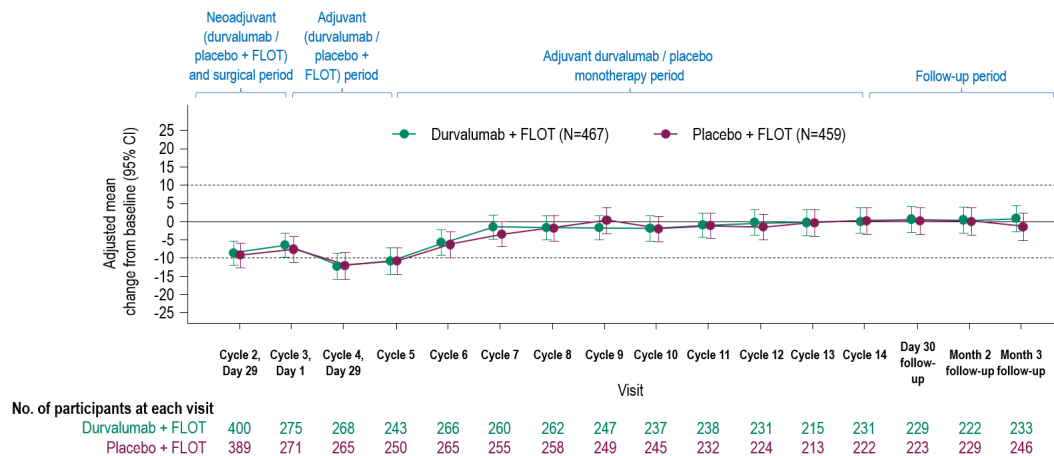 Neoadjuvant
(durvalumab /
placebo + FLOT)
and surgical period
Adjuvant
(durvalumab /
placebo +
FLOT) period
Adjuvant durvalumab / placebo
monotherapy period
Follow-up period
Adjusted mean
change from baseline (95% CI)
25
20
15
10
5
0
-5
-10
-15
-20
-25
Durvalumab + FLOT (N=467)
Placebo + FLOT (N=459)
Cycle 2,
Day 29
Cycle 3,
Day 1
Cycle 4,
Day 29
Cycle 5
Cycle 6
Cycle 7
Cycle 8
Cycle 9
Cycle 10
Cycle 11
Cycle 12
Cycle 13
Cycle 14
Day 30
follow-
up
Month 2
follow-up
Month 3
follow-up
Visit
No. of participants at each visit
Durvalumab + FLOT 400 275 268 243 266 260 262 247 237 238 231 215 231 229 222 233
Placebo + FLOT 389 271 265 250 265 255 258 249 245 232 224 213 222 223 229 246